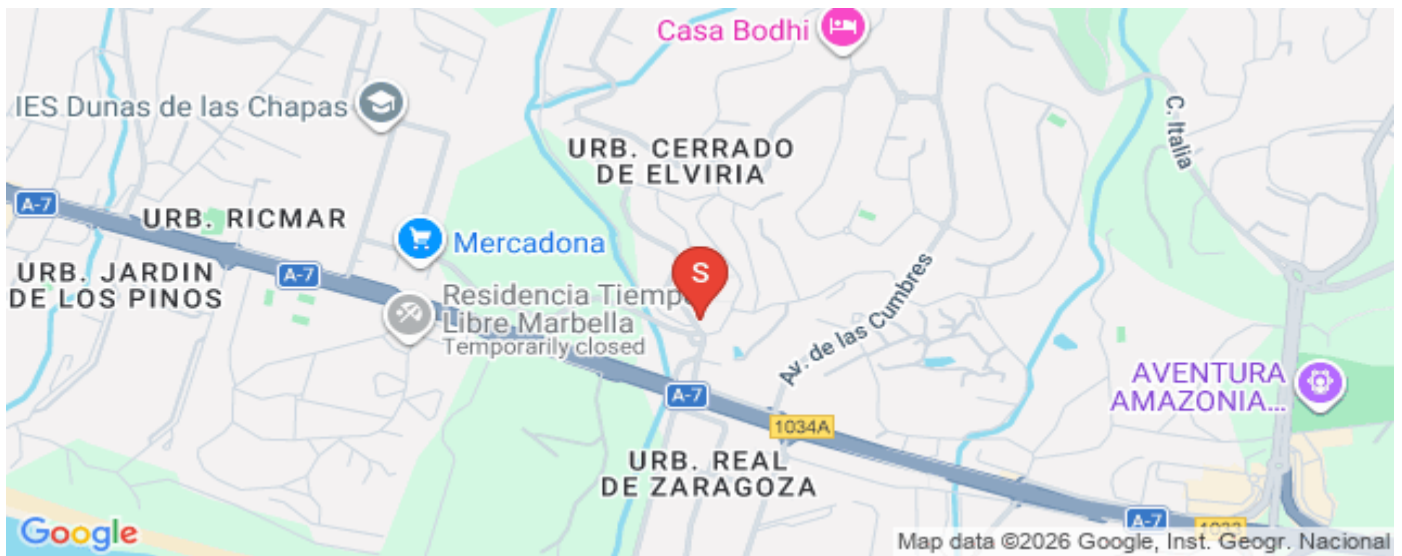 Casa Bodhi
IES Dunas de las Chapas
C. Italia
URB. CERRADO
DE ELVIRIA
A-7
URB. RICMAR
Mercadona
URB. JARDIN
DE LOS PINOS
A-7
S
Residencia Tiempo
Libre Marbella
Temporarily closed
Av. de las Cumbres
AVENTURA
AMAZONIA...
A-7
1034A
URB. REAL
DE ZARAGOZA
A-7
1033
Google
Map data ©2026 Google, Inst. Geogr. Nacional